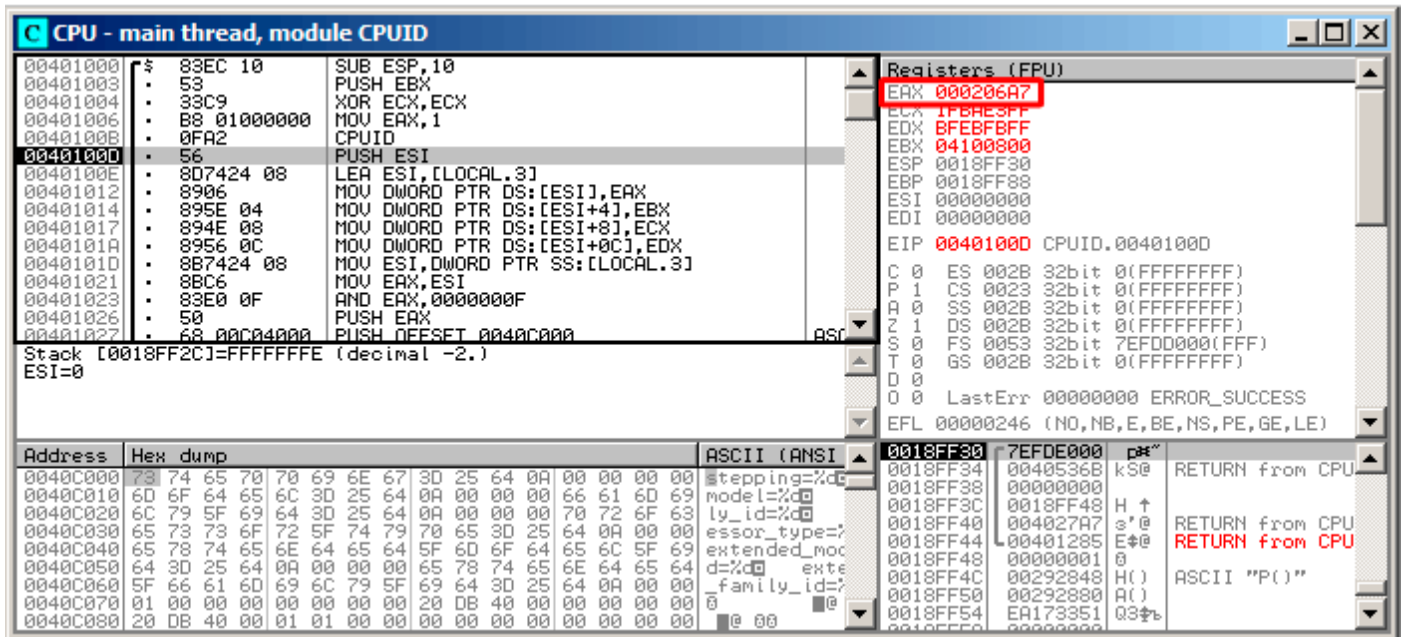 C CPU - main thread, module CPUID
00401000 $ 83EC 10 SUB ESP,10
00401003 . 53 PUSH EBX
00401004 . 33C9 XOR ECX,ECX
00401006 . B8 01000000 MOV EAX,1
0040100B . 0FA2 CPUID
0040100D . 56 PUSH ESI
0040100E . 8D7424 08 LEA ESI,[LOCAL.3]
00401012 . 8906 MOV DWORD PTR DS:[ESI],EAX
00401014 . 895E 04 MOV DWORD PTR DS:[ESI+4],EBX
00401017 . 894E 08 MOV DWORD PTR DS:[ESI+8],ECX
0040101A . 8956 0C MOV DWORD PTR DS:[ESI+0C],EDX
0040101D . 8B7424 08 MOV ESI,DWORD PTR SS:[LOCAL.3]
00401021 . 8BC6 MOV EAX,ESI
00401023 . 83E0 0F AND EAX,0000000F
00401026 . 50 PUSH EAX
00401027 . 68 00C04000 PUSH OFFSET 0040C000 ASC
Stack [0018FF2C]=FFFFFFFE (decimal -2.)
ESI=0
Registers (FPU)
EAX 000206A7
ECX 1FBAE3FF
EDX BFEBFBFF
EBX 04100800
ESP 0018FF30
EBP 0018FF88
ESI 00000000
EDI 00000000
EIP 0040100D CPUID.0040100D
C 0 ES 002B 32bit 0(FFFFFFFF)
P 1 CS 0023 32bit 0(FFFFFFFF)
A 0 SS 002B 32bit 0(FFFFFFFF)
Z 1 DS 002B 32bit 0(FFFFFFFF)
S 0 FS 0053 32bit 7EFDD000(FFF)
T 0 GS 002B 32bit 0(FFFFFFFF)
D 0
O 0 LastErr 00000000 ERROR_SUCCESS
EFL 00000246 (NO,NB,E,BE,NS,PE,GE,LE)
Address Hex dump ASCII (ANSI
0040C000 73 74 65 70 70 69 6E 67 3D 25 64 0A 00 00 00 00 stepping=%d
0040C010 6D 6F 64 65 6C 3D 25 64 0A 00 00 00 66 61 6D 69 model=%d fami
0040C020 6C 79 5F 69 64 3D 25 64 0A 00 00 00 70 72 6F 63 ly_id=%d
0040C030 65 73 73 6F 72 5F 74 79 70 65 3D 25 64 0A 00 00 essor_type=%
0040C040 65 78 74 65 6E 64 65 64 5F 6D 6F 64 65 6C 5F 69 extended_mod
0040C050 64 3D 25 64 0A 00 00 00 65 78 74 65 6E 64 65 64 d=%d exte
0040C060 5F 66 61 6D 69 6C 79 5F 69 64 3D 25 64 0A 00 00 _family_id=%
0040C070 01 00 00 00 00 00 00 00 20 DB 40 00 00 00 00 00
0040C080 20 DB 40 00 01 01 00 00 00 00 00 00 00 00 00 00
0018FF30 7EFDE000
0018FF34 0040536B kS@ RETURN from CPU
0018FF38 00000000
0018FF3C 0018FF48 H ↑
0018FF40 004027A7 RETURN from CPU
0018FF44 00401285 RETURN from CPU
0018FF48 00000001
0018FF4C 00292848 H() ASCII "P()"
0018FF50 00292880 A()
0018FF54 EA173351